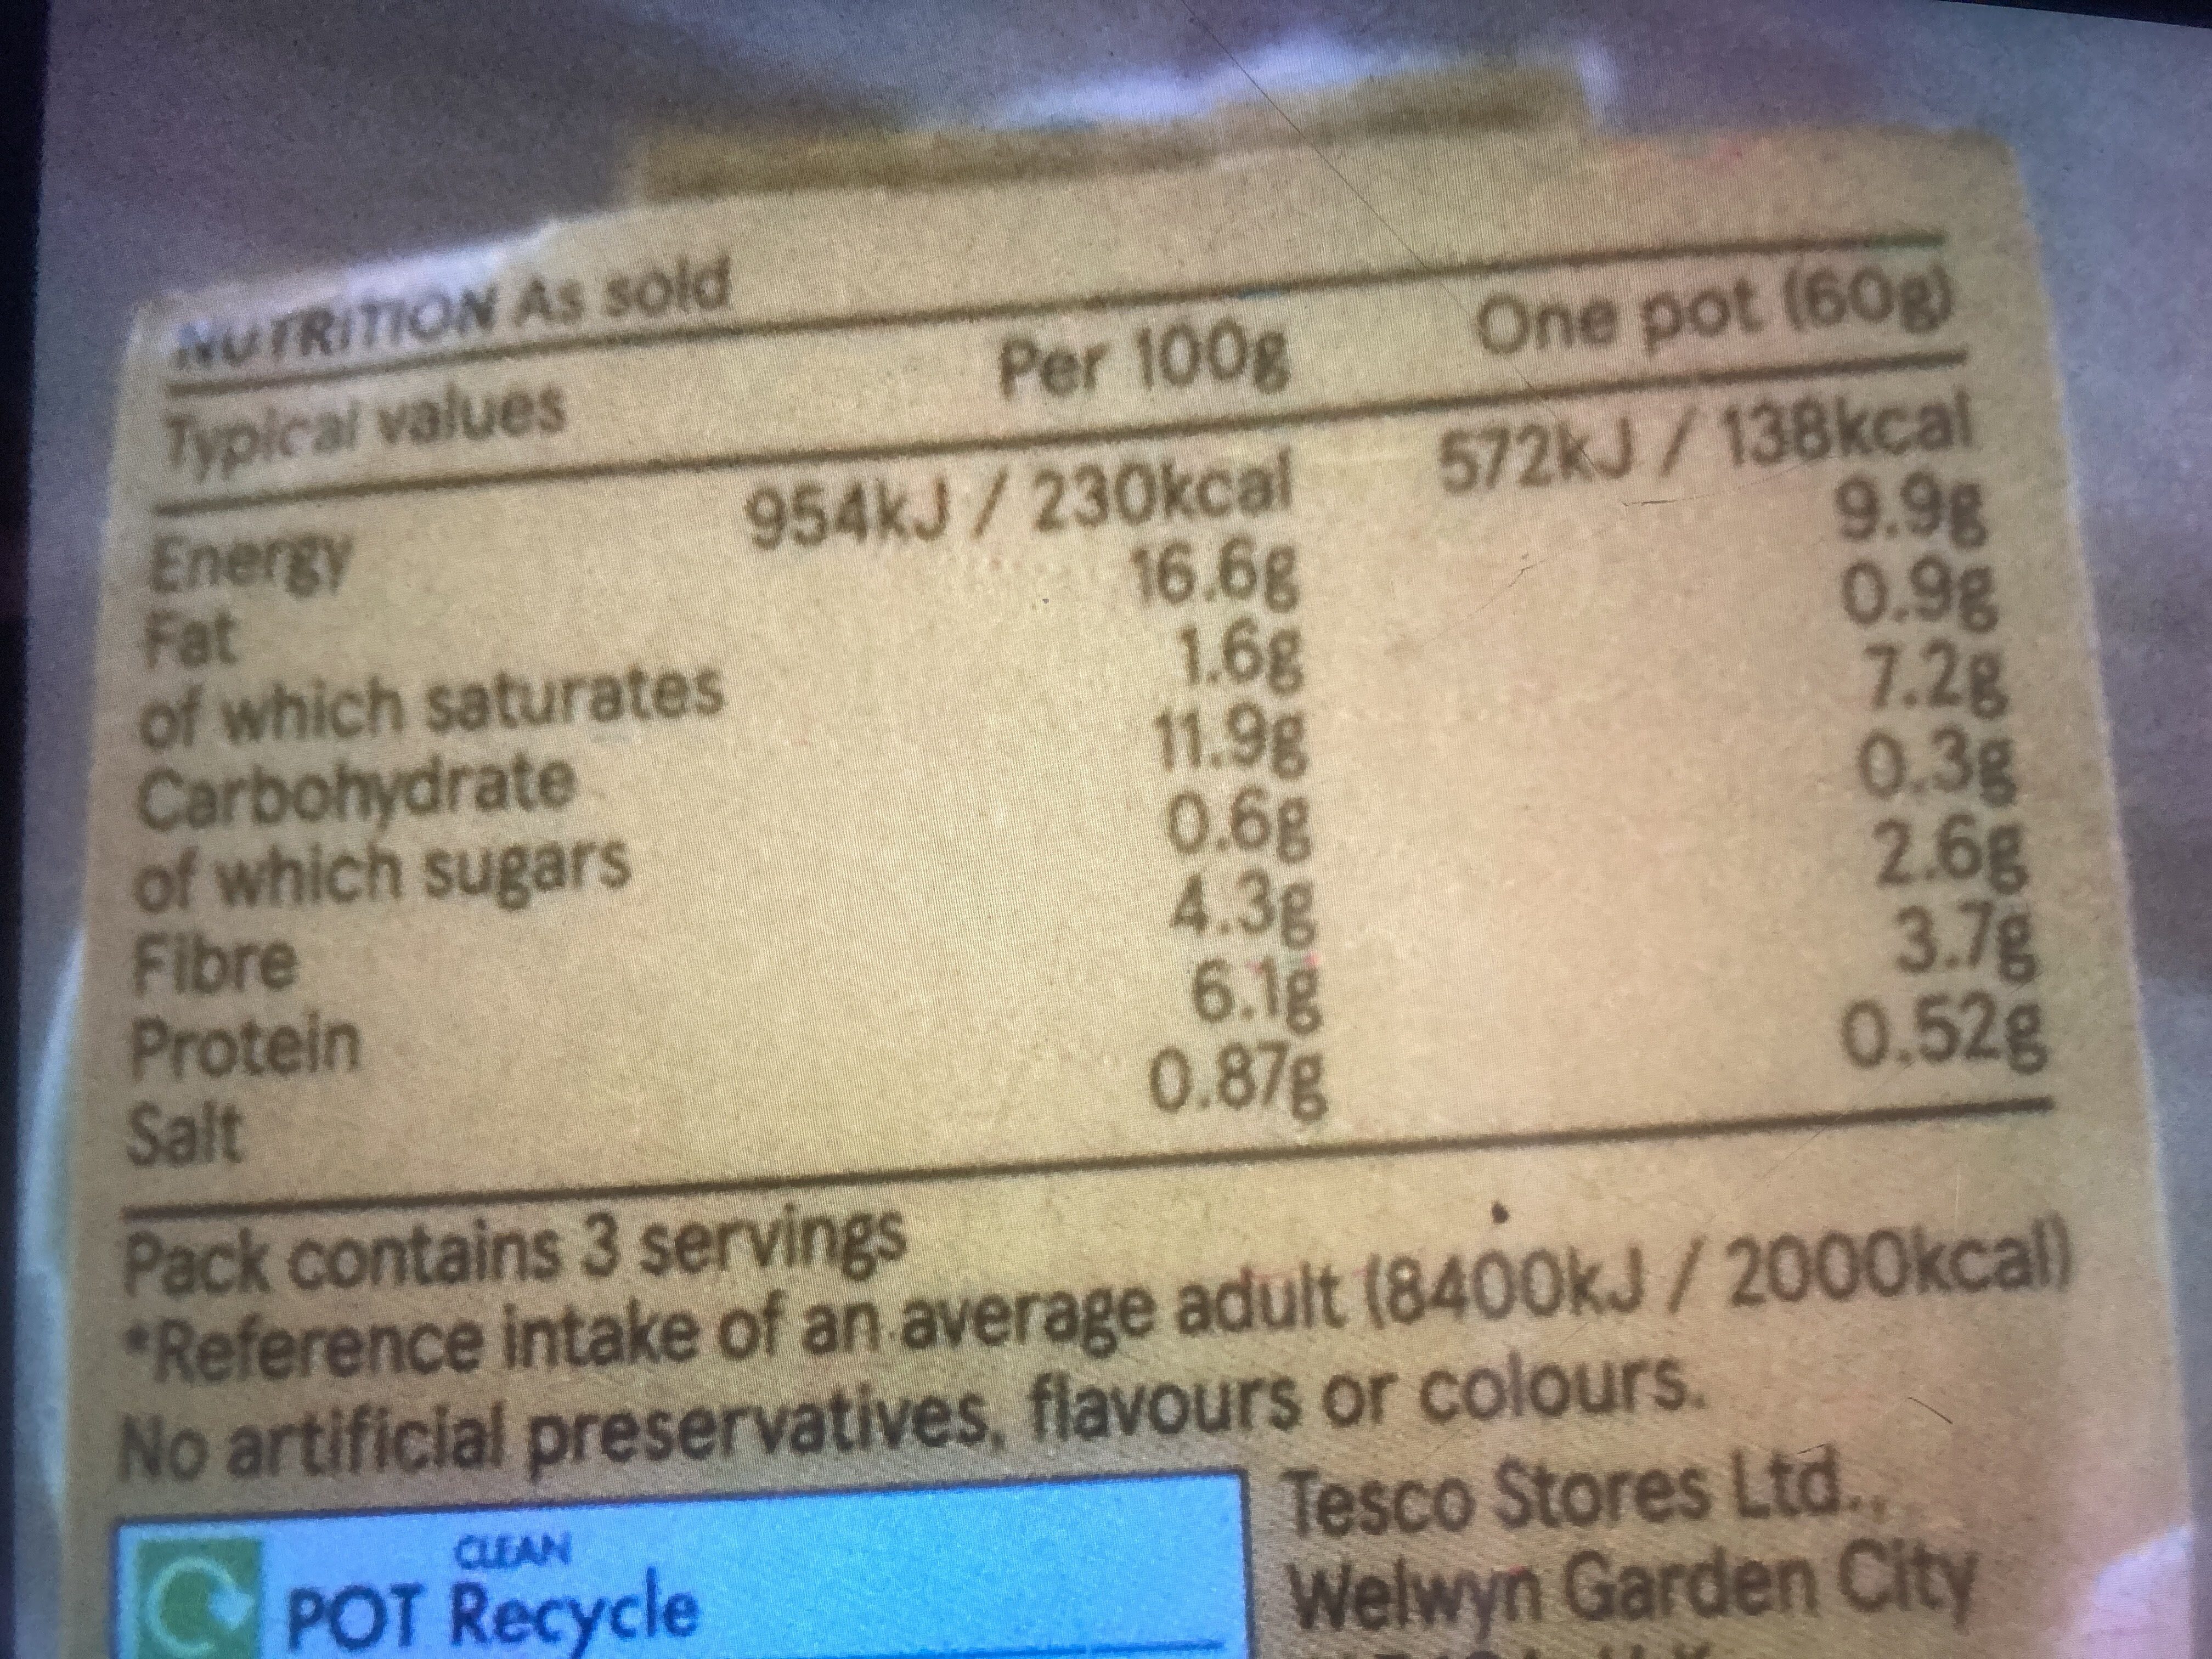 NUTRITION As sold
Typical values Per 100g One pot (60g)
Energy 954kJ / 230kcal 572kJ / 138kcal
Fat 16.6g 9.9g
of which saturates 1.6g 0.9g
Carbohydrate 11.9g 7.2g
of which sugars 0.6g 0.3g
Fibre 4.3g 2.6g
Protein 6.1g 3.7g
Salt 0.87g 0.52g
Pack contains 3 servings
*Reference intake of an average adult (8400kJ / 2000kcal)
No artificial preservatives, flavours or colours.
CLEAN
POT Recycle
Tesco Stores Ltd.,
Welwyn Garden City